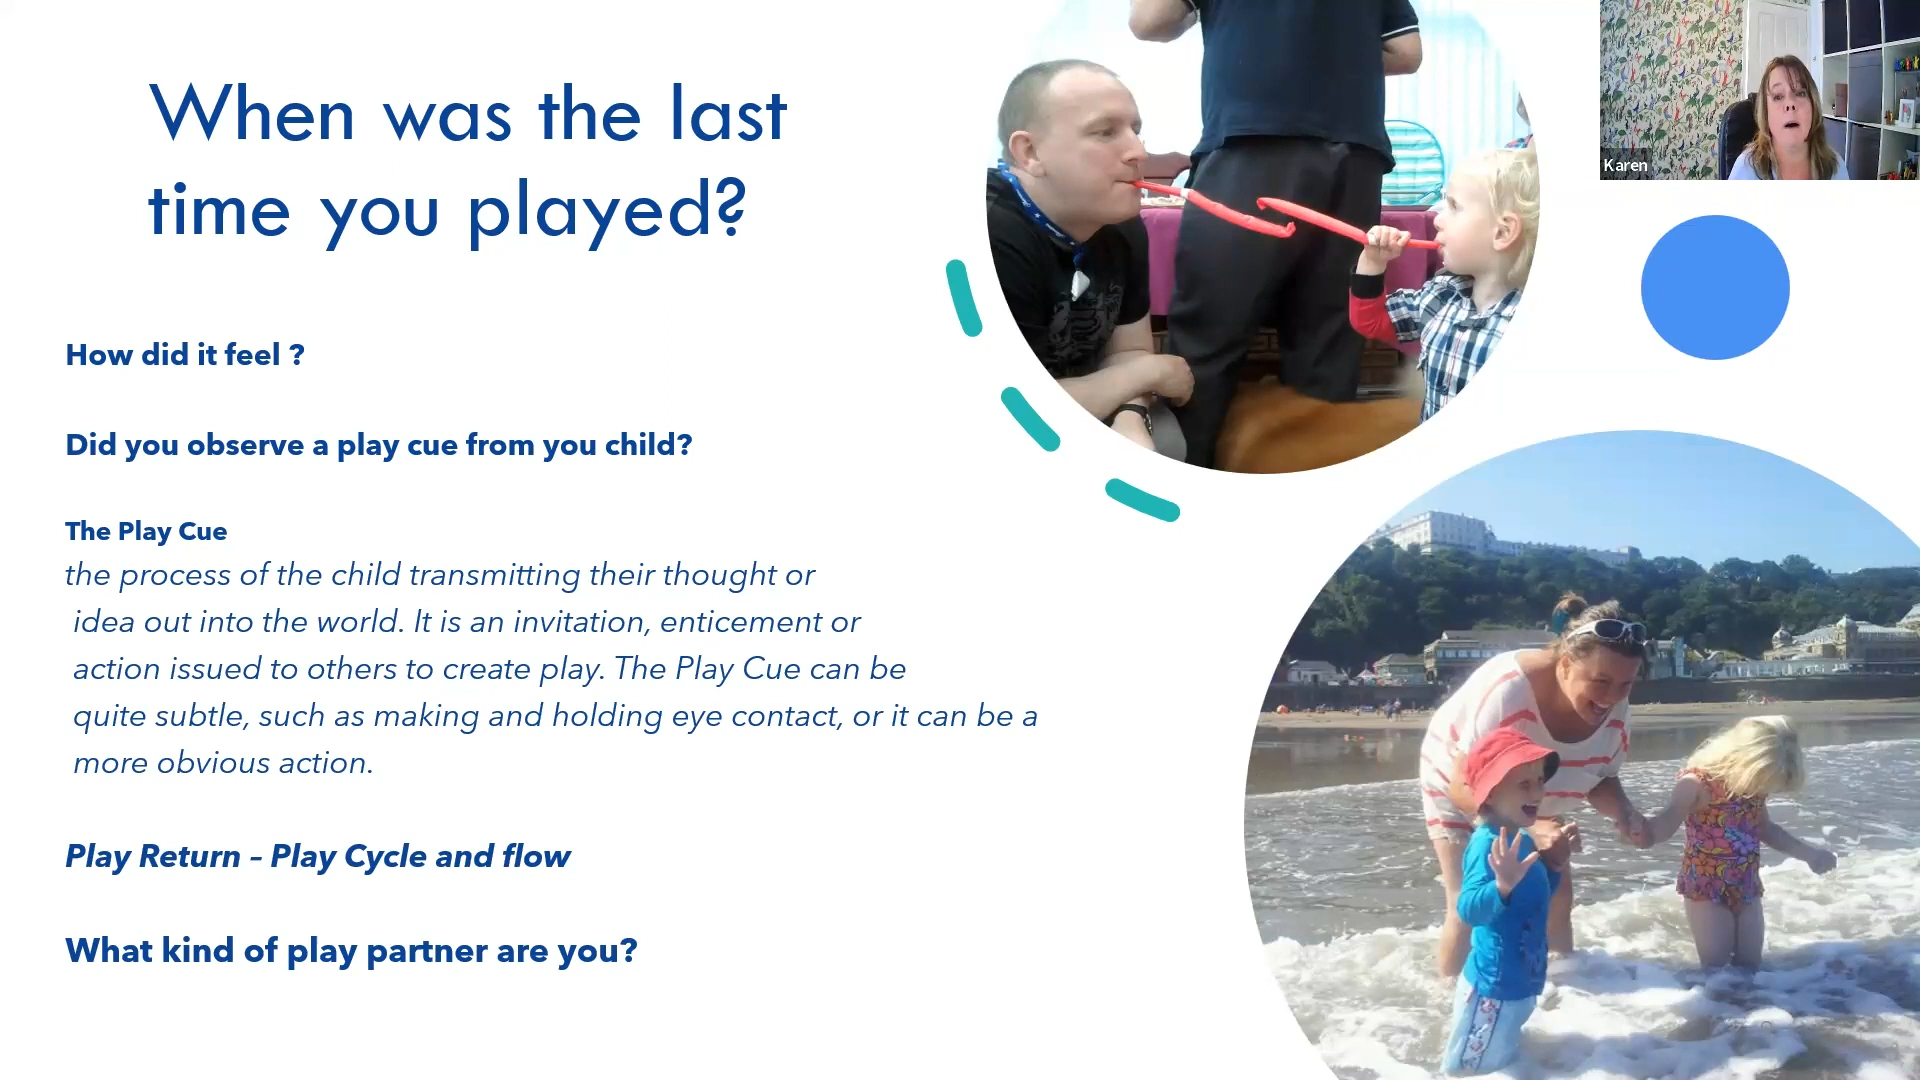 When was the last
time you played?
How did it feel ?
Did you observe a play cue from you child?
The Play Cue
the process of the child transmitting their thought or
idea out into the world. It is an invitation, enticement or
action issued to others to create play. The Play Cue can be
quite subtle, such as making and holding eye contact, or it can be a
more obvious action.
Play Return – Play Cycle and flow
What kind of play partner are you?
Karen